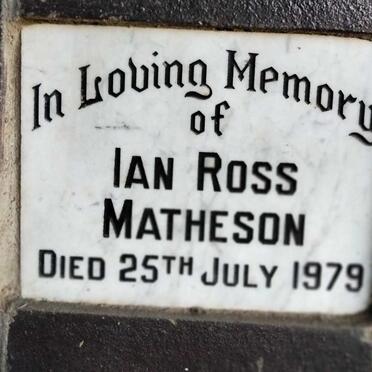 In Loving Memory
of
IAN ROSS
MATHESON
DIED 25TH JULY 1979